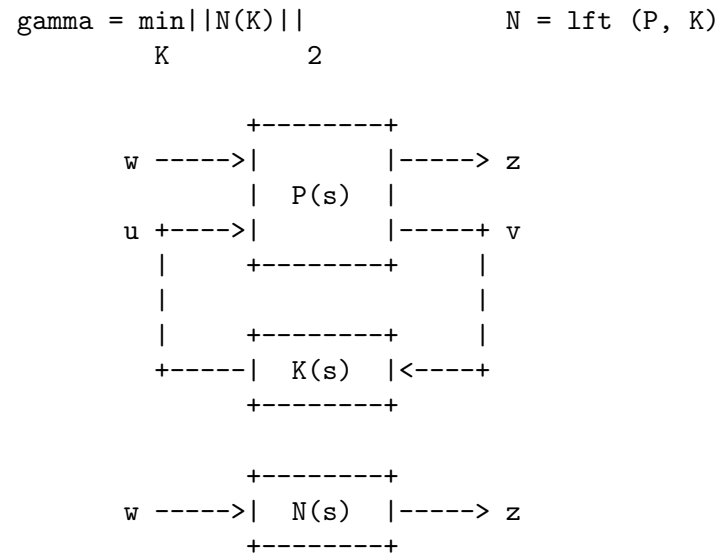 gamma = min||N(K)|| N = lft (P, K)
K 2
+--------+
w ----->| |-----> z
| P(s) |
u +---->| |-----+ v
| +--------+ |
| |
| +--------+ |
+-----| K(s) |<----+
+--------+
+--------+
w ----->| N(s) |-----> z
+--------+